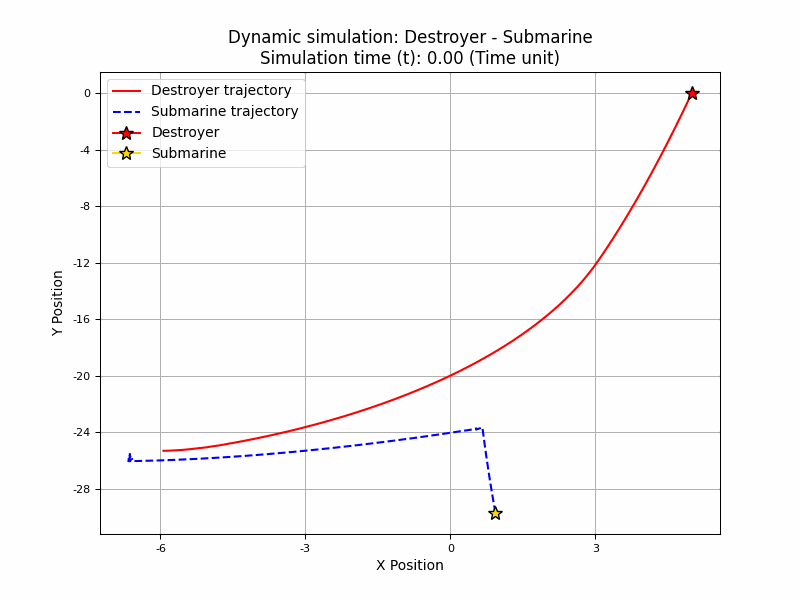 Dynamic simulation: Destroyer - Submarine
Simulation time (t): 0.00 (Time unit)
Destroyer trajectory
Submarine trajectory
Destroyer
Submarine
0
-4
-8
-12
-16
-20
-24
-28
Y Position
-6
-3
0
3
X Position